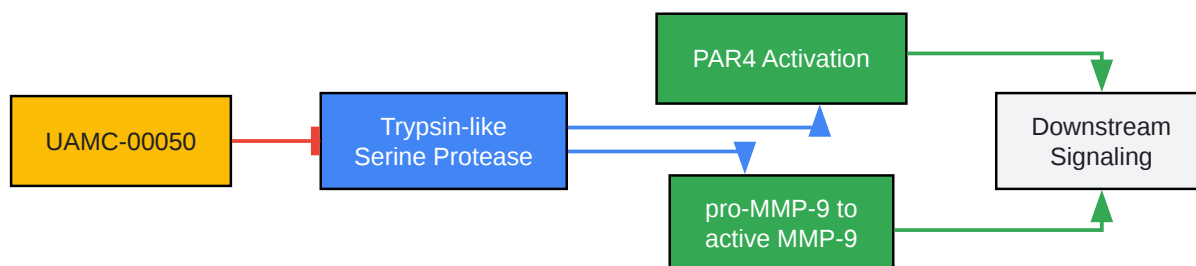 UAMC-00050
Trypsin-like
Serine Protease
PAR4 Activation
pro-MMP-9 to
active MMP-9
Downstream
Signaling